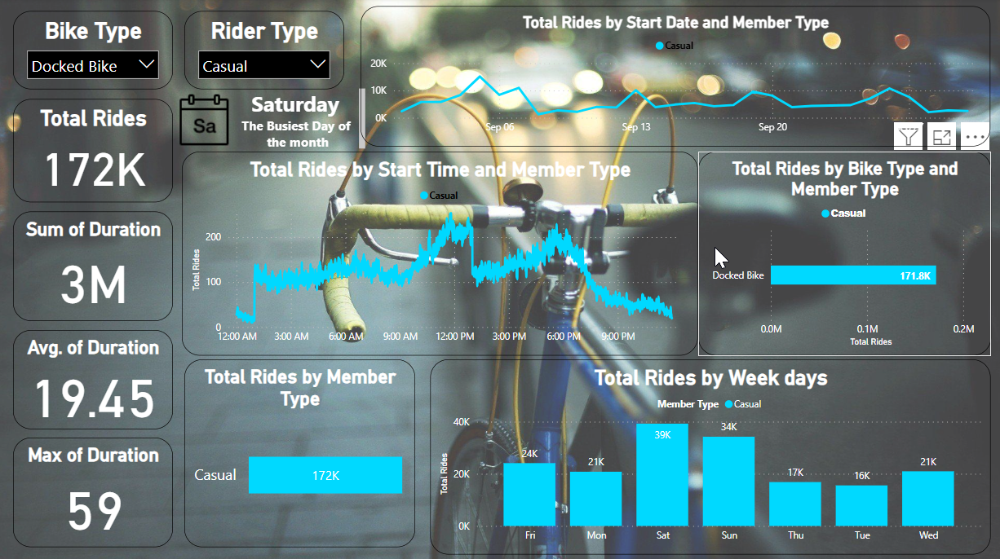 Bike Type
Docked Bike
Rider Type
Casual
Total Rides by Start Date and Member Type
Casual
20K
10K
0K
Sep 06
Sep 13
Sep 20
Total Rides
172K
Sa
Saturday
The Busiest Day of
the month
Sum of Duration
3M
Avg. of Duration
19.45
Max of Duration
59
Total Rides by Start Time and Member Type
Casual
Total Rides
200
100
0
12:00 AM
3:00 AM
6:00 AM
9:00 AM
12:00 PM
3:00 PM
6:00 PM
9:00 PM
Total Rides by Bike Type and
Member Type
Casual
Docked Bike
171.8K
0.0M
0.1M
0.2M
Total Rides
Total Rides by Member
Type
Casual
172K
Total Rides by Week days
Member Type
Casual
Total Rides
40K
20K
0K
24K
21K
39K
34K
17K
16K
21K
Fri
Mon
Sat
Sun
Thu
Tue
Wed